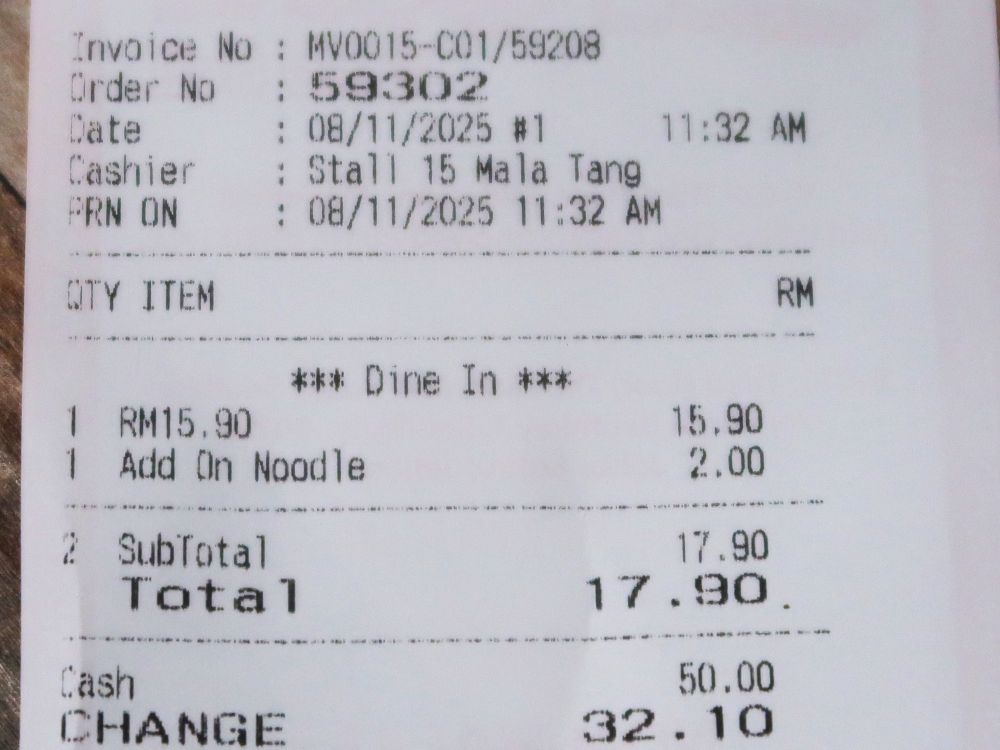 Invoice No : MV0015-C01/59208
Order No : 59302
Date : 08/11/2025 #1 11:32 AM
Cashier : Stall 15 Mala Tang
PRN ON : 08/11/2025 11:32 AM
QTY ITEM RM
*** Dine In ***
1 RM15.90 15.90
1 Add On Noodle 2.00
2 SubTotal 17.90
Total 17.90
Cash 50.00
CHANGE 32.10